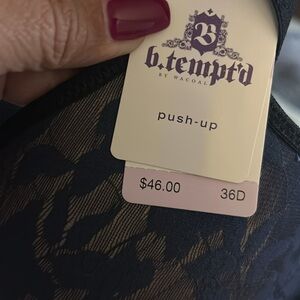 B
b.tempt'd
BY WACOAL
push-up
$46.00 36D